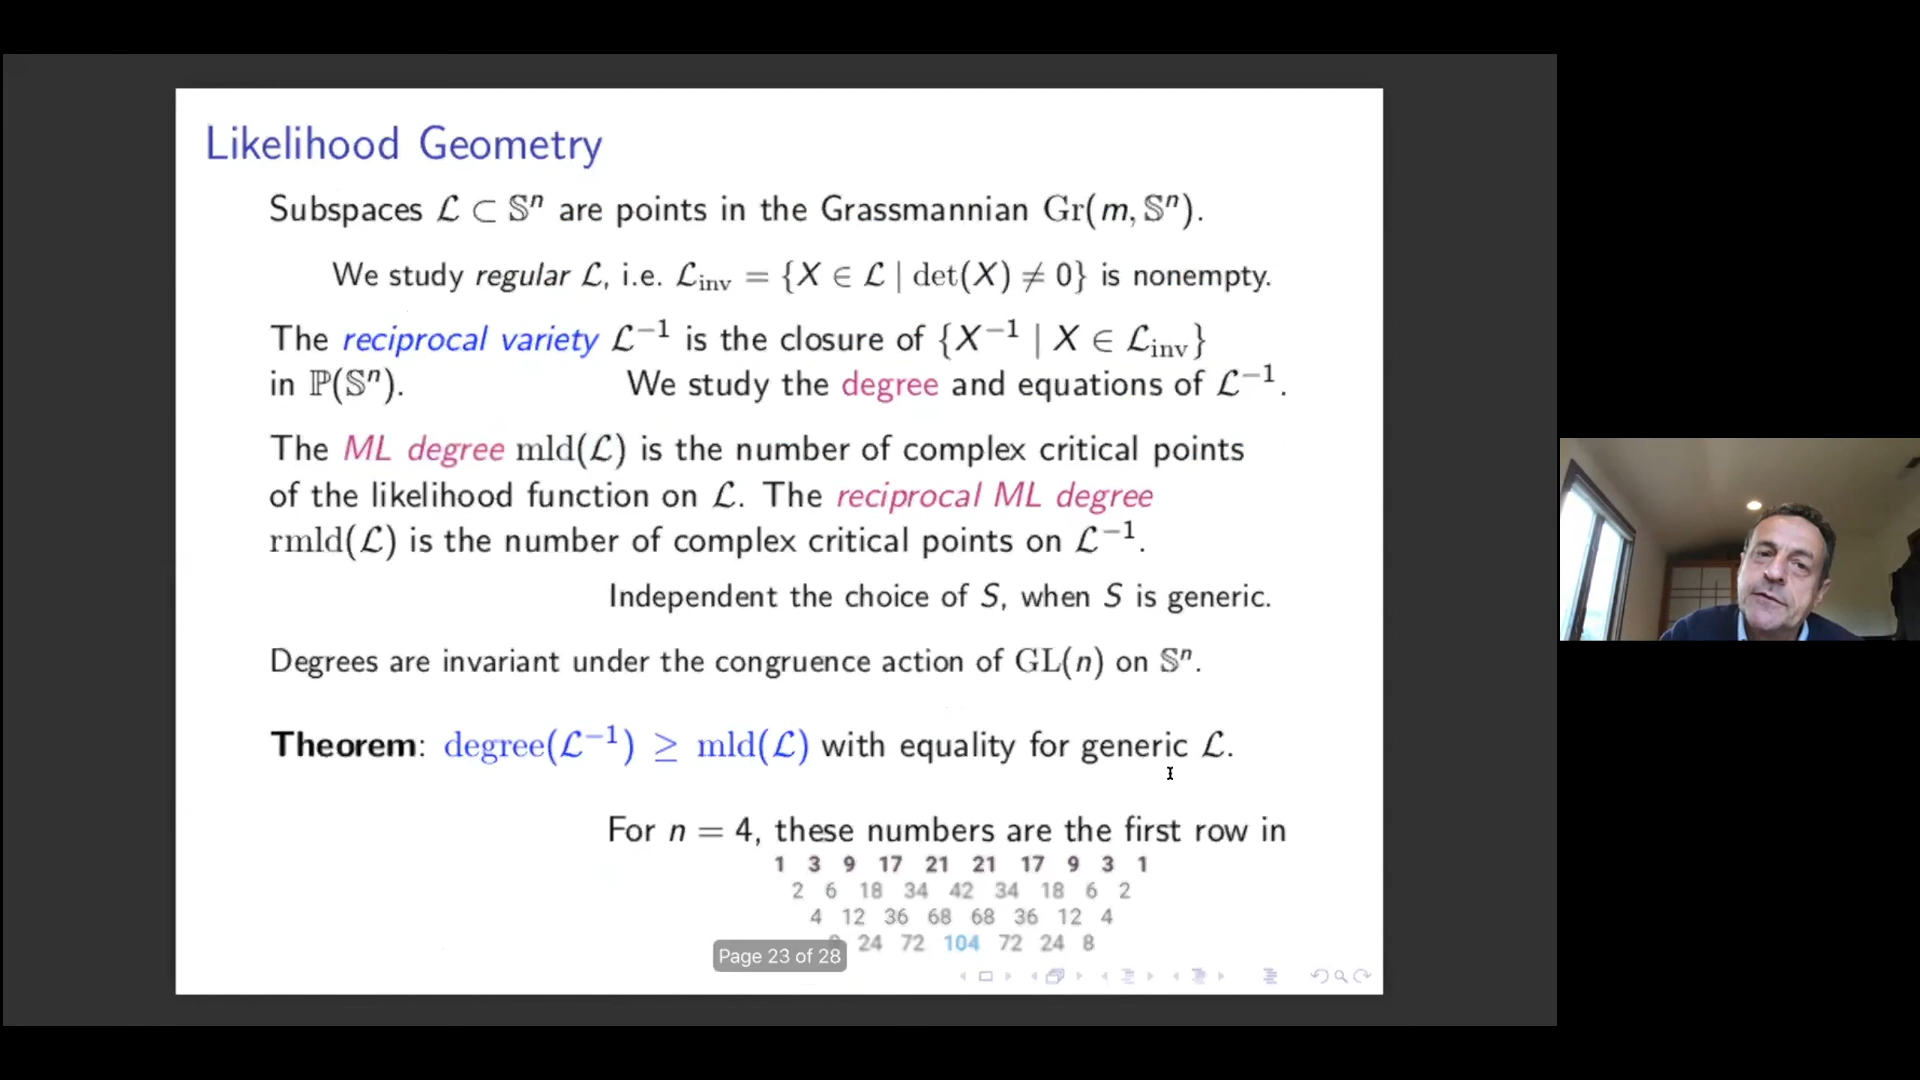 Likelihood Geometry
Subspaces ℒ ⊂ 𝕊ⁿ are points in the Grassmannian Gr(m, 𝕊ⁿ).
We study regular ℒ, i.e. ℒ_inv = {X ∈ ℒ | det(X) ≠ 0} is nonempty.
The reciprocal variety ℒ⁻¹ is the closure of {X⁻¹ | X ∈ ℒ_inv}
in ℙ(𝕊ⁿ). We study the degree and equations of ℒ⁻¹.
The ML degree mld(ℒ) is the number of complex critical points
of the likelihood function on ℒ. The reciprocal ML degree
rmld(ℒ) is the number of complex critical points on ℒ⁻¹.
Independent the choice of S, when S is generic.
Degrees are invariant under the congruence action of GL(n) on 𝕊ⁿ.
Theorem: degree(ℒ⁻¹) ≥ mld(ℒ) with equality for generic ℒ.
For n = 4, these numbers are the first row in
1 3 9 17 21 21 17 9 3 1
2 6 18 34 42 34 18 6 2
4 12 36 68 68 36 12 4
24 72 104 72 24 8
Page 23 of 28